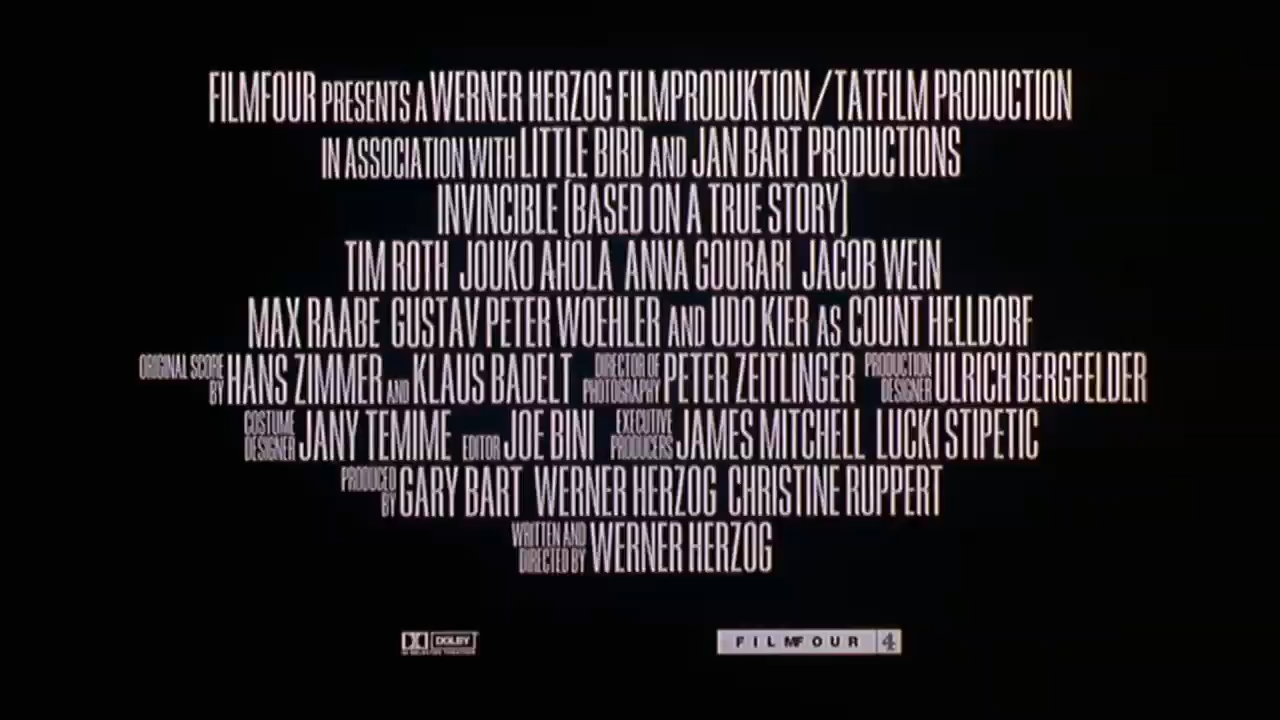 FILMFOUR PRESENTS A WERNER HERZOG FILMPRODUKTION/TATFILM PRODUCTION
IN ASSOCIATION WITH LITTLE BIRD AND JAN BART PRODUCTIONS
INVINCIBLE (BASED ON A TRUE STORY)
TIM ROTH JOUKO AHOLA ANNA GOURARI JACOB WEIN
MAX RAABE GUSTAV PETER WOEHLER AND UDO KIER AS COUNT HELLDORF
ORIGINAL SCORE BY HANS ZIMMER AND KLAUS BADELT DIRECTOR OF PHOTOGRAPHY PETER ZEITLINGER PRODUCTION DESIGNER ULRICH BERGFELDER
COSTUME DESIGNER JANY TEMIME EDITOR JOE BINI EXECUTIVE PRODUCERS JAMES MITCHELL LUCKI STIPETIC
PRODUCED BY GARY BART WERNER HERZOG CHRISTINE RUPPERT
WRITTEN AND DIRECTED BY WERNER HERZOG
DOLBY FILMFOUR 4